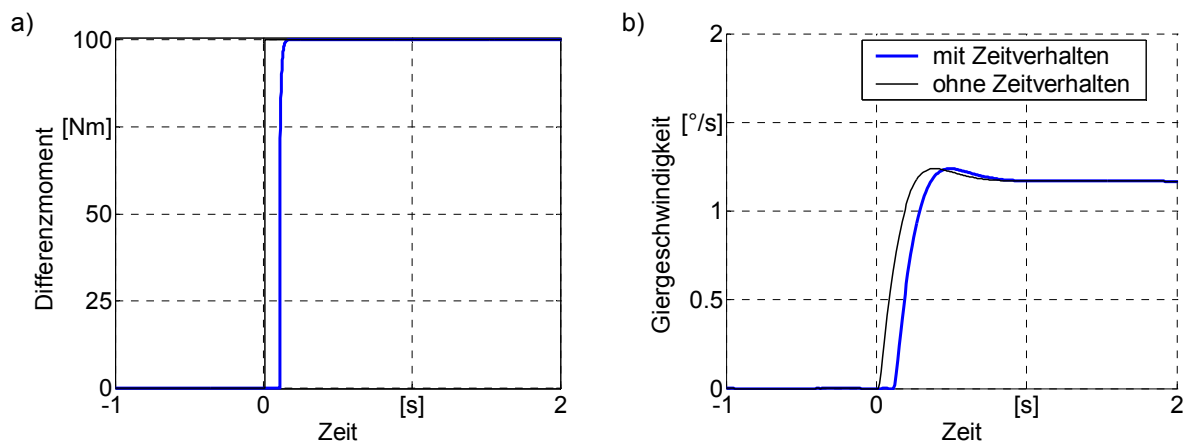 a)
100
[Nm]
50
25
0
-1
0
[s]
2
Differenzmoment
Zeit
b)
2
mit Zeitverhalten
ohne Zeitverhalten
[°/s]
1
0.5
0
-1
0
[s]
2
Giergeschwindigkeit
Zeit